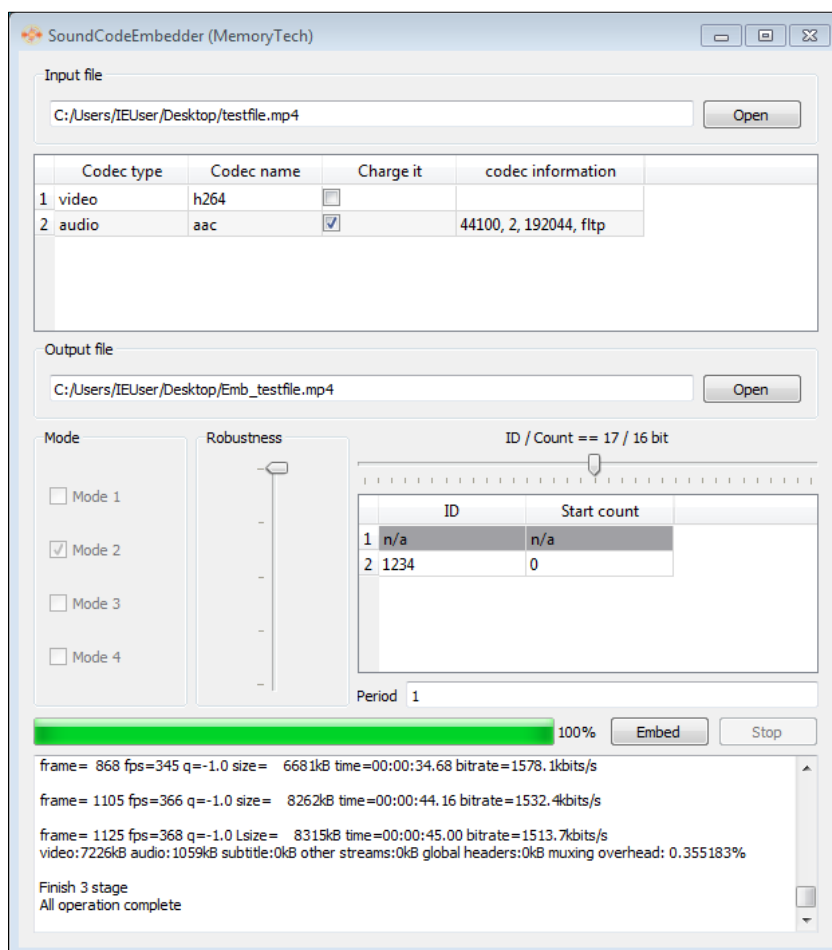 SoundCodeEmbedder (MemoryTech)
Input file
C:/Users/IEUser/Desktop/testfile.mp4 Open
Codec type Codec name Charge it codec information
1 video h264
2 audio aac 44100, 2, 192044, fltp
Output file
C:/Users/IEUser/Desktop/Emb_testfile.mp4 Open
Mode Robustness ID / Count == 17 / 16 bit
Mode 1
Mode 2
Mode 3
Mode 4
ID Start count
1 n/a n/a
2 1234 0
Period 1
100% Embed Stop
frame= 868 fps=345 q=-1.0 size= 6681kB time=00:00:34.68 bitrate=1578.1kbits/s
frame= 1105 fps=366 q=-1.0 size= 8262kB time=00:00:44.16 bitrate=1532.4kbits/s
frame= 1125 fps=368 q=-1.0 Lsize= 8315kB time=00:00:45.00 bitrate=1513.7kbits/s
video:7226kB audio:1059kB subtitle:0kB other streams:0kB global headers:0kB muxing overhead: 0.355183%
Finish 3 stage
All operation complete